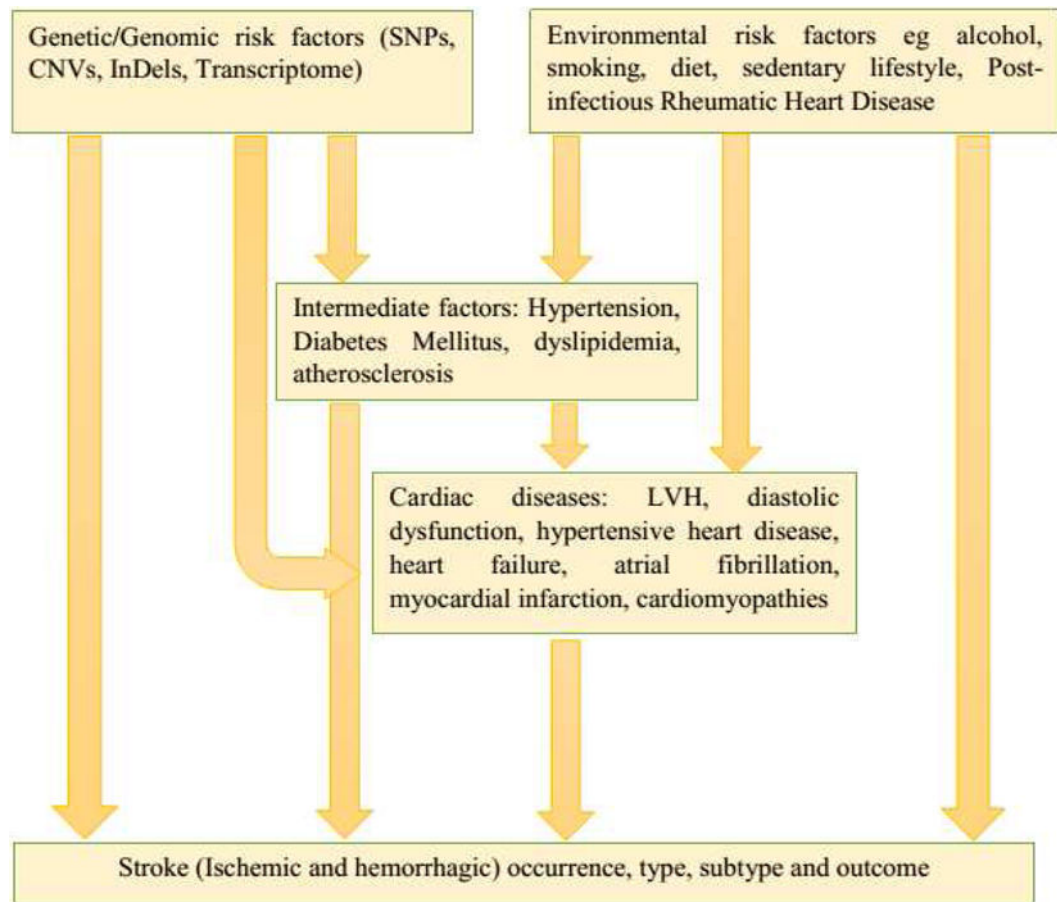 Genetic/Genomic risk factors (SNPs,
CNVs, InDels, Transcriptome)
Environmental risk factors eg alcohol,
smoking, diet, sedentary lifestyle, Post-
infectious Rheumatic Heart Disease
Intermediate factors: Hypertension,
Diabetes Mellitus, dyslipidemia,
atherosclerosis
Cardiac diseases: LVH, diastolic
dysfunction, hypertensive heart disease,
heart failure, atrial fibrillation,
myocardial infarction, cardiomyopathies
Stroke (Ischemic and hemorrhagic) occurrence, type, subtype and outcome